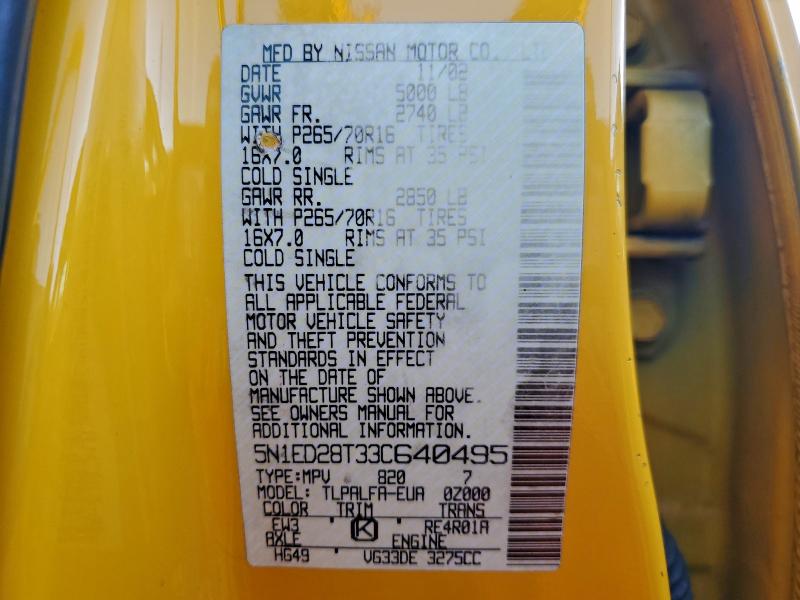 MFD BY NISSAN MOTOR CO., LTD
DATE 11/02
GVWR 5000 LB
GAWR FR. 2740 LB
WITH P265/70R16 TIRES
16X7.0 RIMS AT 35 PSI
COLD SINGLE
GAWR RR. 2850 LB
WITH P265/70R16 TIRES
16X7.0 RIMS AT 35 PSI
COLD SINGLE
THIS VEHICLE CONFORMS TO
ALL APPLICABLE FEDERAL
MOTOR VEHICLE SAFETY
AND THEFT PREVENTION
STANDARDS IN EFFECT
ON THE DATE OF
MANUFACTURE SHOWN ABOVE.
SEE OWNERS MANUAL FOR
ADDITIONAL INFORMATION.
5N1ED28T33C640495
TYPE:MPV 820 7
MODEL: TLPALFA-EUA 0Z000
COLOR TRIM TRANS
EW3 K RE4R01A
AXLE ENGINE
HG49 VG33DE 3275CC